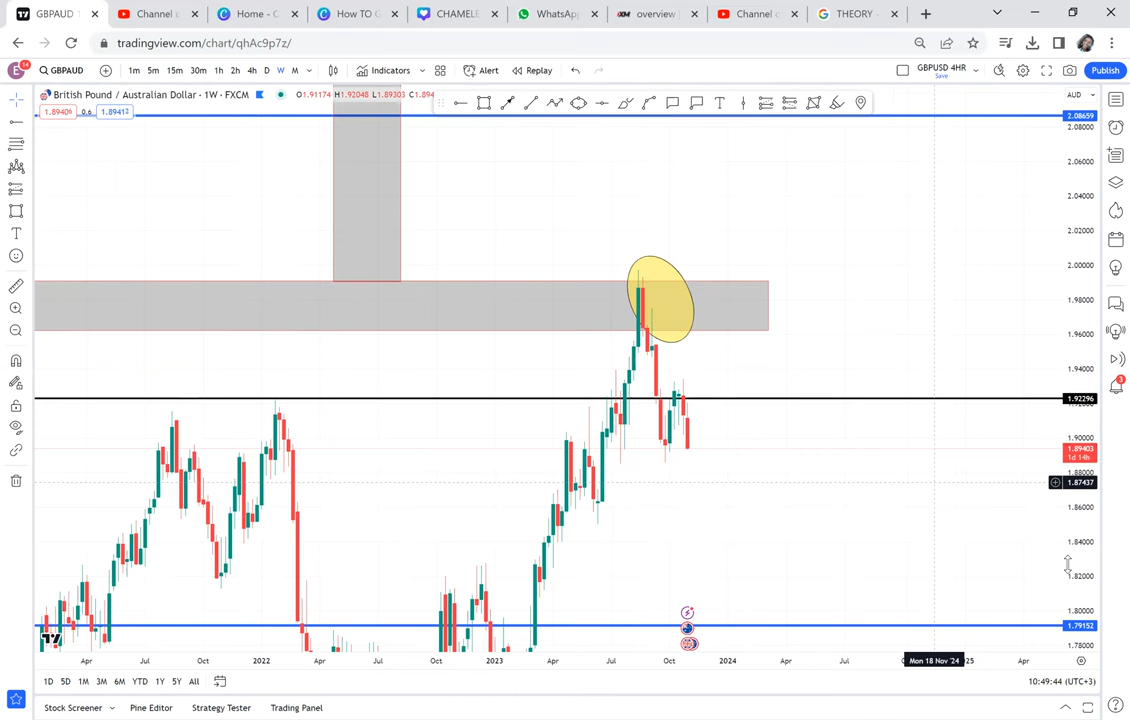 GBPAUD
Channel c
Home - C
How TO G
CHAMELE
WhatsApp
overview
Channel c
THEORY -
tradingview.com/chart/qhAc9p7z/
E 14 GBPAUD 1m 5m 15m 30m 1h 2h 4h D W M Indicators Alert Replay GBPUSD 4HR Save Publish
British Pound / Australian Dollar · 1W · FXCM O1.91174 H1.92048 L1.89303 C1.894 AUD
1.89406 0.6 1.89412
2.08659
2.08000
2.06000
2.04000
2.02000
2.00000
1.98000
1.96000
1.94000
1.92296
1.90000
1.89403
1d 14h
1.88000
1.87437
1.86000
1.84000
1.82000
1.80000
1.79152
1.78000
3
Apr Jul Oct 2022 Apr Jul Oct 2023 Apr Jul Oct 2024 Apr Jul Mon 18 Nov '24 Apr
1D 5D 1M 3M 6M YTD 1Y 5Y All 10:49:44 (UTC+3)
Stock Screener Pine Editor Strategy Tester Trading Panel